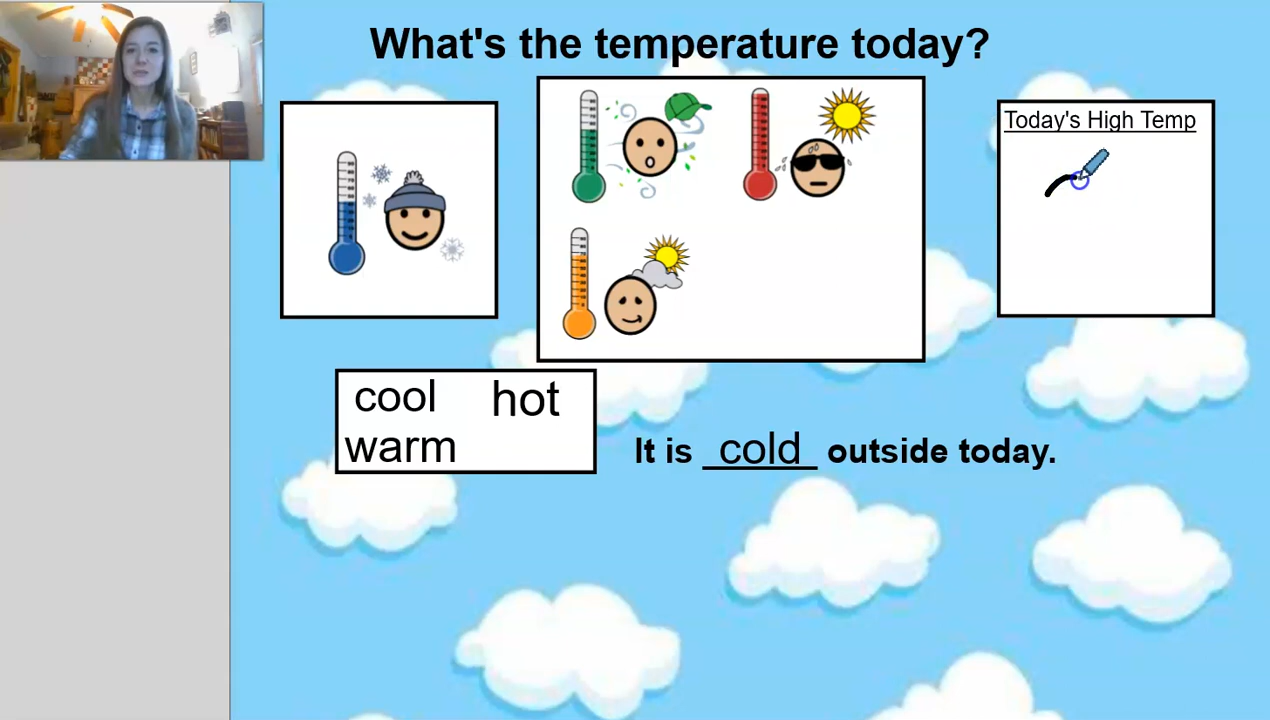 What's the temperature today?
Today's High Temp
cool hot
warm
It is cold outside today.